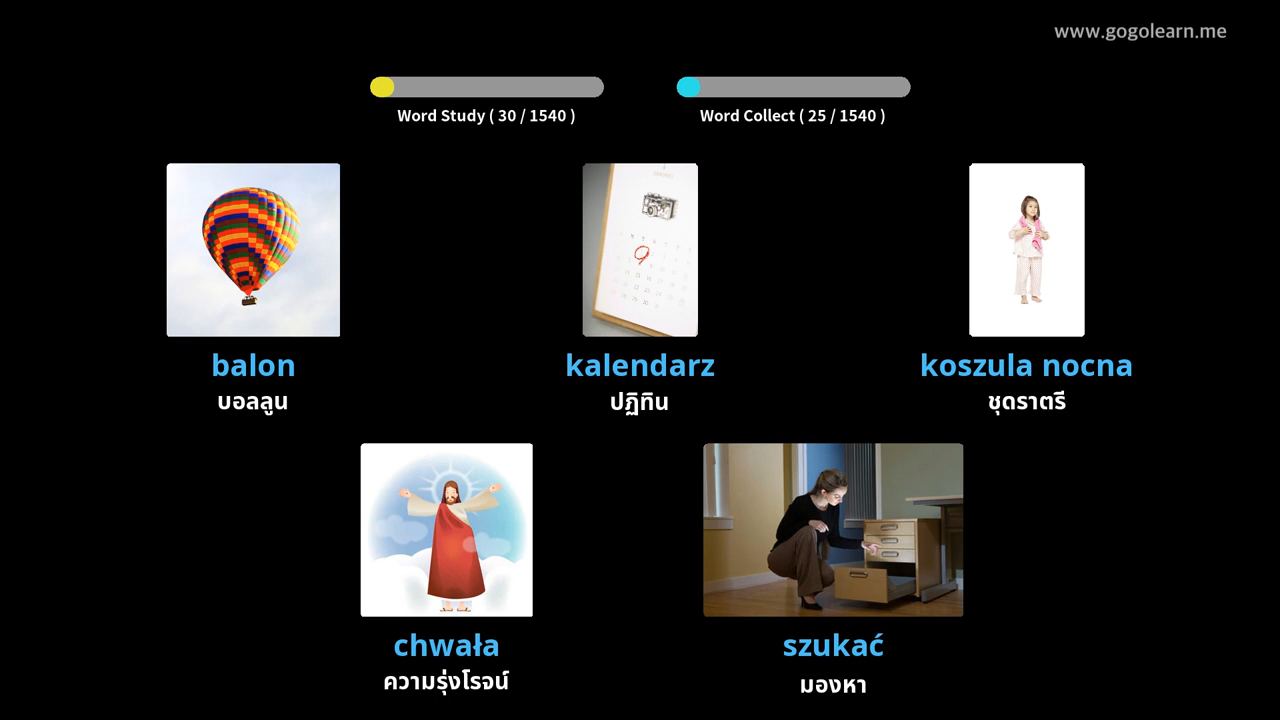 www.gogolearn.me
Word Study ( 30 / 1540 )
Word Collect ( 25 / 1540 )
balon
kalendarz
koszula nocna
บอลลูน
ปฏิทิน
ชุดราตรี
chwała
szukać
ความรุ่งโรจน์
มองหา